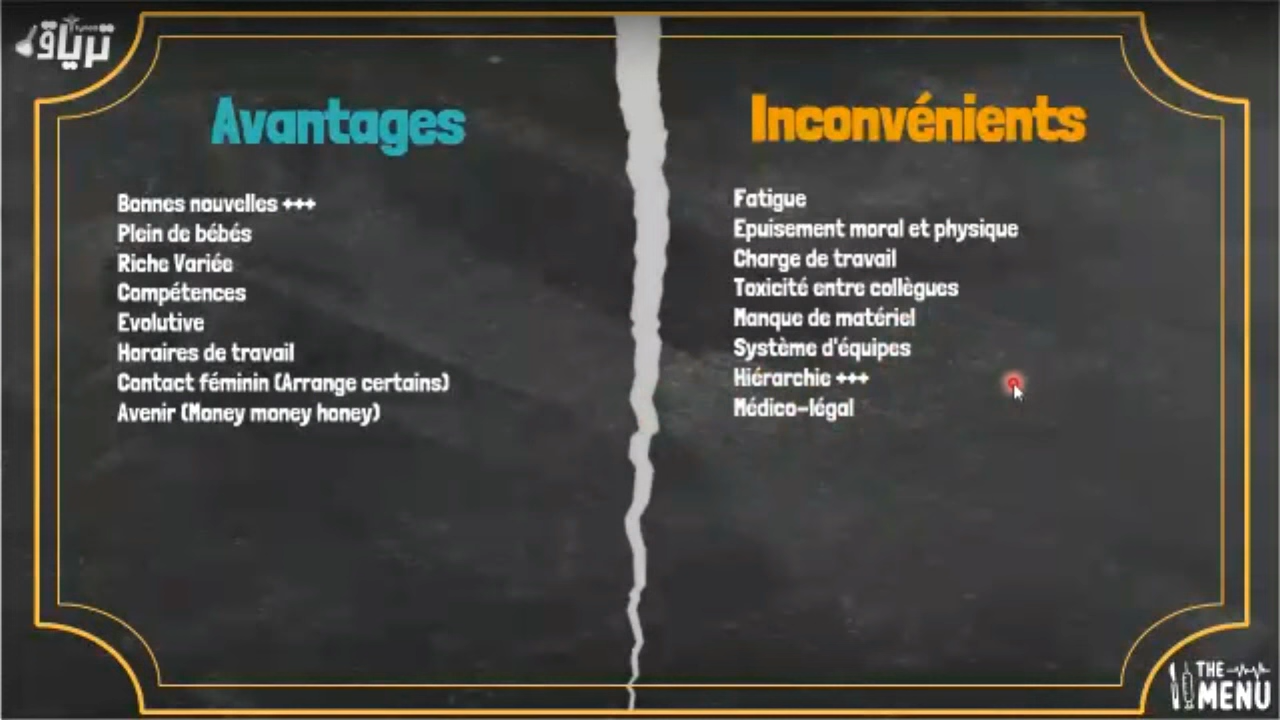 ترياق
Avantages
Bonnes nouvelles +++
Plein de bébés
Riche Variée
Compétences
Evolutive
Horaires de travail
Contact féminin (Arrange certains)
Avenir (Money money honey)
Inconvénients
Fatigue
Epuisement moral et physique
Charge de travail
Toxicité entre collègues
Manque de matériel
Système d'équipes
Hiérarchie +++
Médico-légal
THE
MENU